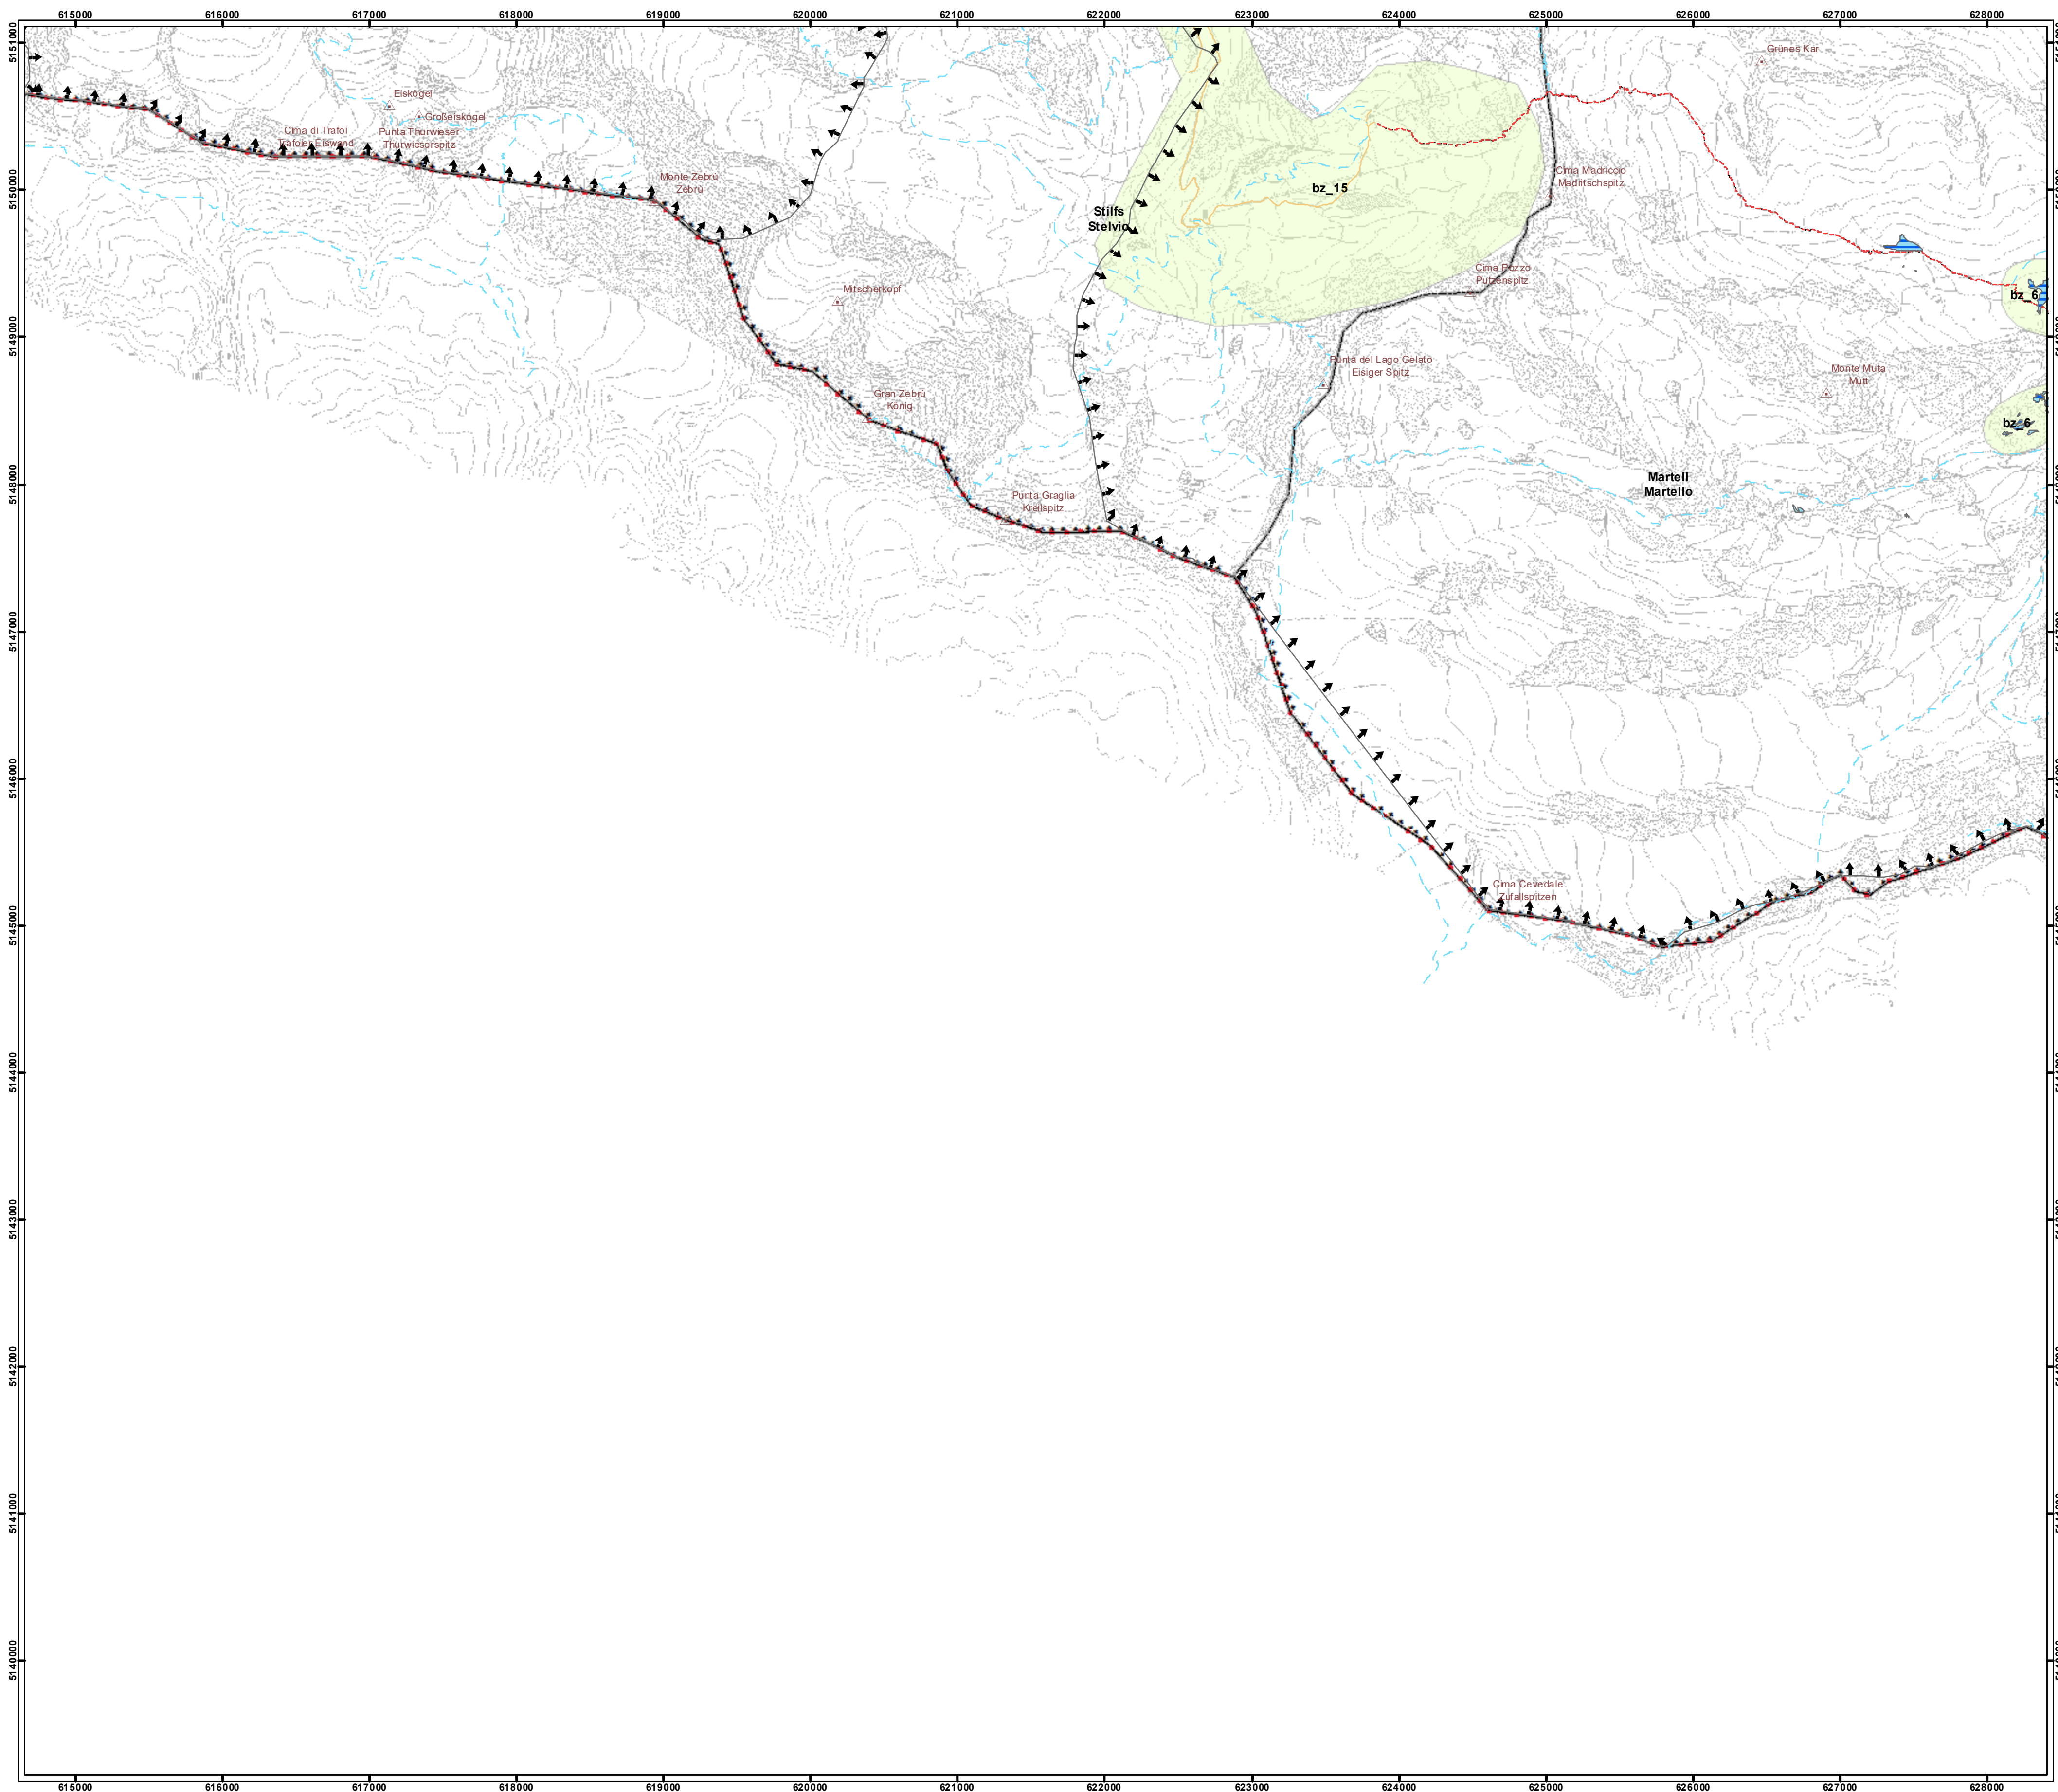 615000 616000 617000 618000 619000 620000 621000 622000 623000 624000 625000 626000 627000 628000
5151000
5150000
5149000
5148000
5147000
5146000
5145000
5144000
5143000
5142000
5141000
5140000
Grünes Kar
Eiskogel
Großeiskogel
Cima di Trafoi
Trafoier Eiswand
Punta Thurwieser
Thurwieserspitz
Monte Zebrù
Zebrù
Cima Madriccio
Madritschspitz
bz_15
Stilfs
Stelvio
Cima Pozzo
Putzenspitz
Mitscherkopf
bz_6
Punta del Lago Gelato
Eisiger Spitz
Monte Muta
Mutt
Gran Zebrù
König
bz_6
Martell
Martello
Punta Graglia
Kreilspitz
Cima Cevedale
Zufallspitzen
615000 616000 617000 618000 619000 620000 621000 622000 623000 624000 625000 626000 627000 628000